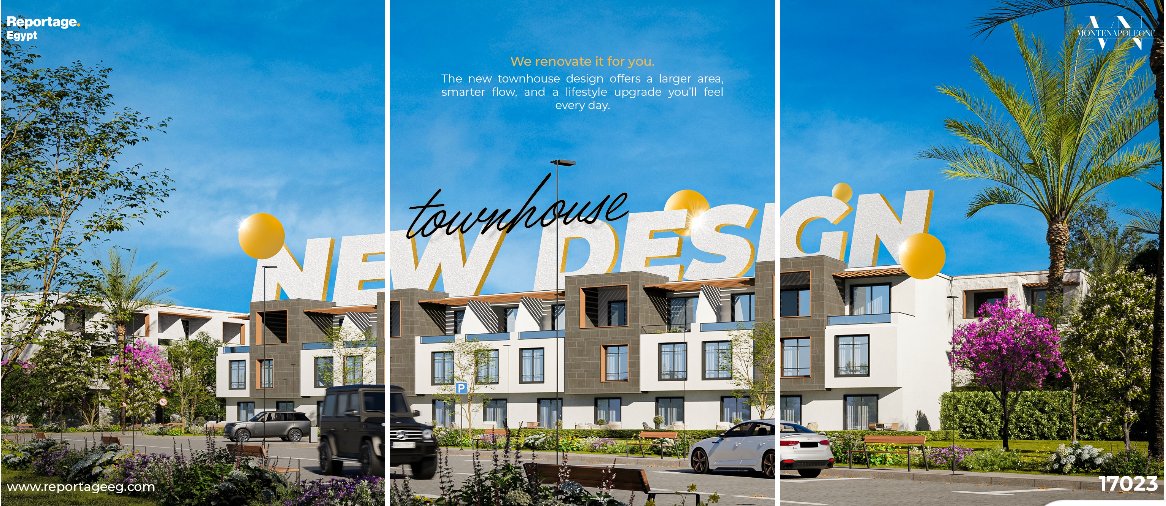 Reportage.
Egypt
MONTENAPOLEONE
We renovate it for you.
The new townhouse design offers a larger area,
smarter flow, and a lifestyle upgrade you'll feel
every day.
townhouse
NEW DESIGN
P
www.reportageeg.com
17023